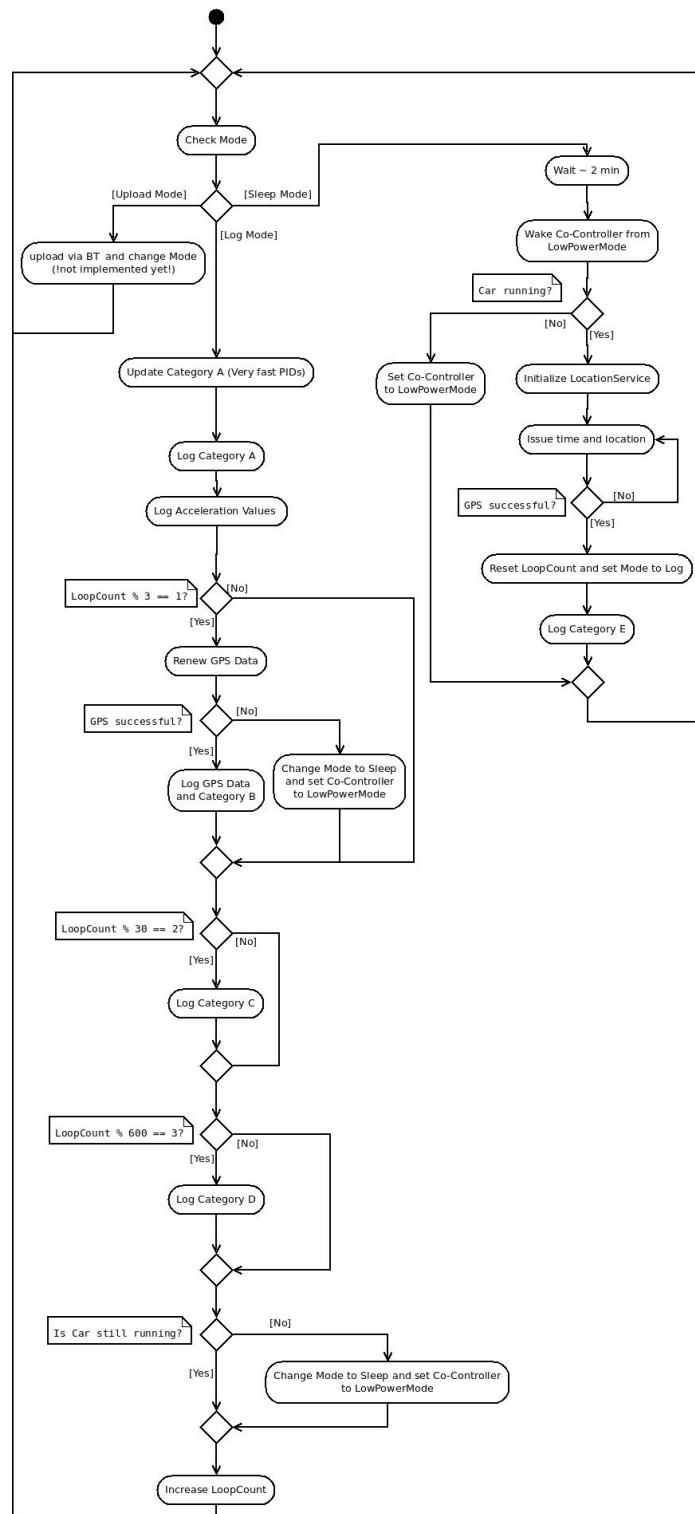 Check Mode
[Upload Mode]
[Sleep Mode]
[Log Mode]
upload via BT and change Mode
(!not implemented yet!)
Wait ~ 2 min
Wake Co-Controller from
LowPowerMode
Car running?
[No]
[Yes]
Set Co-Controller
to LowPowerMode
Initialize LocationService
Issue time and location
GPS successful?
[No]
[Yes]
Reset LoopCount and set Mode to Log
Log Category E
Update Category A (Very fast PIDs)
Log Category A
Log Acceleration Values
LoopCount % 3 == 1?
[No]
[Yes]
Renew GPS Data
GPS successful?
[No]
[Yes]
Log GPS Data
and Category B
Change Mode to Sleep
and set Co-Controller
to LowPowerMode
LoopCount % 30 == 2?
[No]
[Yes]
Log Category C
LoopCount % 600 == 3?
[No]
[Yes]
Log Category D
Is Car still running?
[No]
[Yes]
Change Mode to Sleep and set Co-Controller
to LowPowerMode
Increase LoopCount